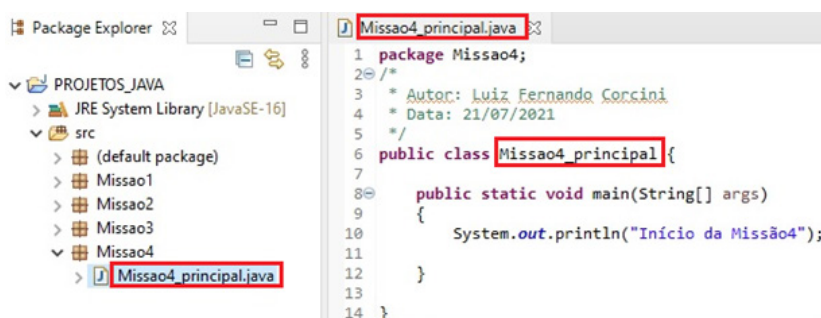 Package Explorer
PROJETOS_JAVA
JRE System Library [JavaSE-16]
src
(default package)
Missao1
Missao2
Missao3
Missao4
Missao4_principal.java
Missao4_principal.java
1 package Missao4;
2 /*
3 * Autor: Luiz Fernando Corcini
4 * Data: 21/07/2021
5 */
6 public class Missao4_principal {
7
8 public static void main(String[] args)
9 {
10 System.out.println("Início da Missão4");
11
12 }
13
14 }